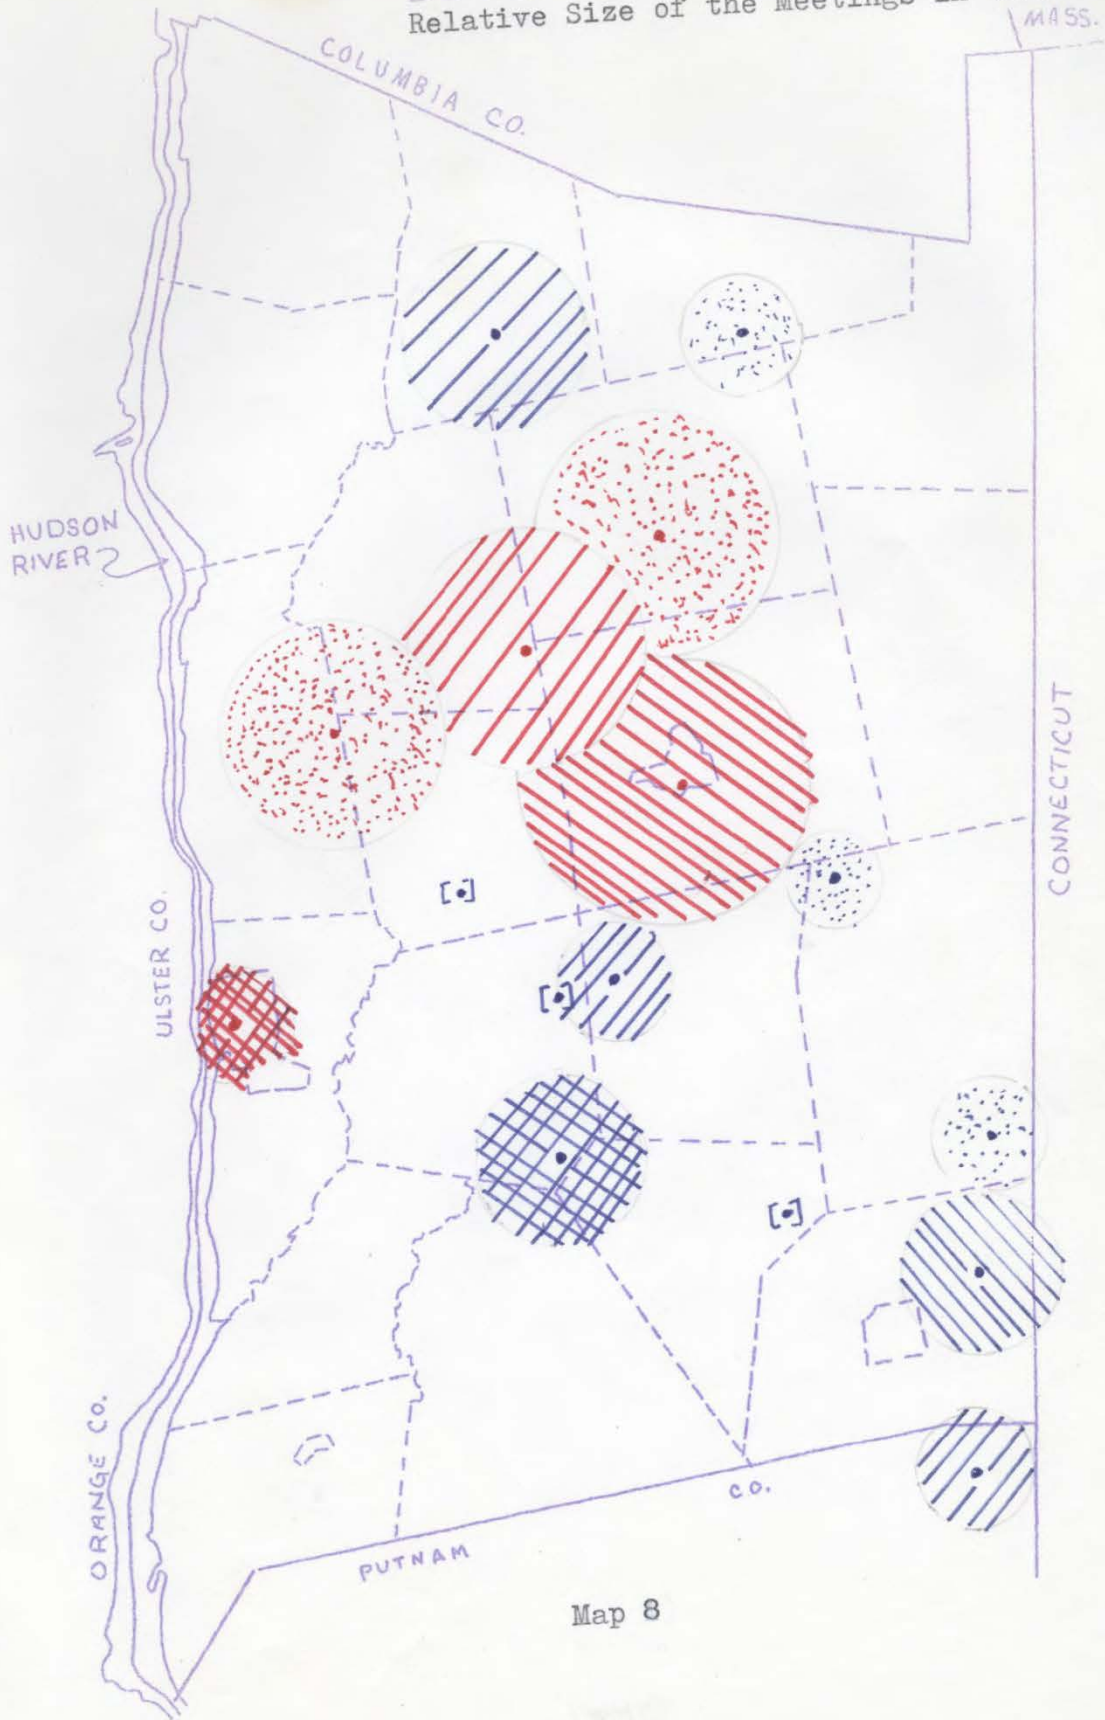 Relative Size of the Meetings
MASS.
COLUMBIA CO.
HUDSON
RIVER
CONNECTICUT
ULSTER CO.
ORANGE CO.
CO.
PUTNAM
Map 8